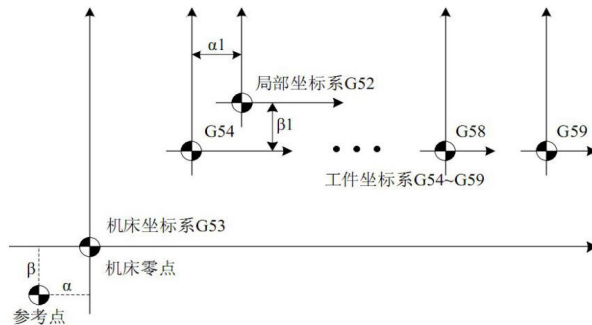 α1
局部坐标系G52
G54
β1
G58
G59
工件坐标系G54~G59
机床坐标系G53
机床零点
β
α
参考点